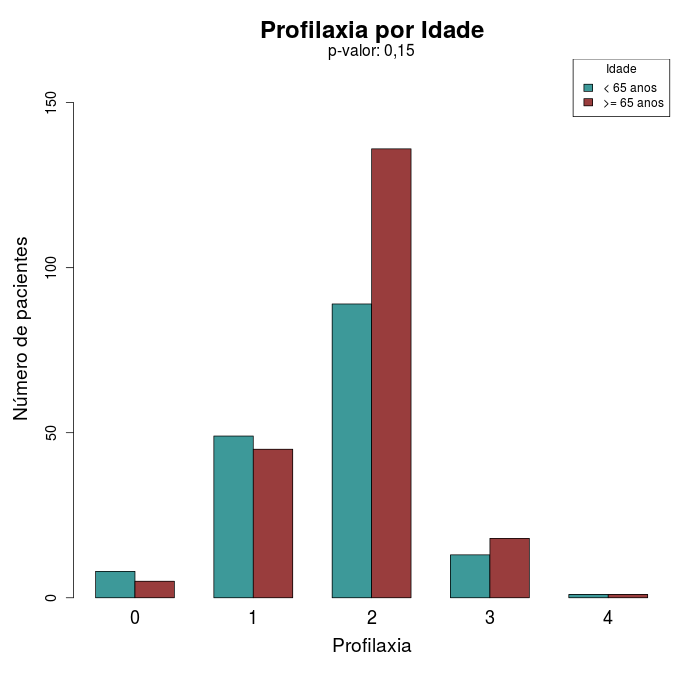 Profilaxia por Idade
p-valor: 0,15
Idade
< 65 anos
>= 65 anos
Número de pacientes
150
100
50
0
0 1 2 3 4
Profilaxia